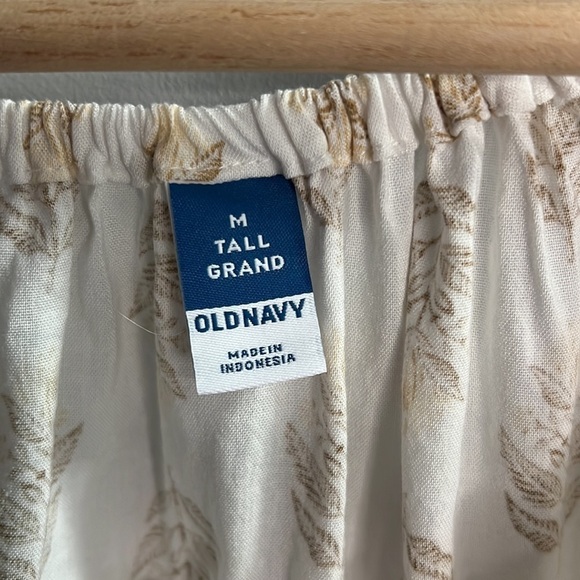 M
TALL
GRAND
OLDNAVY
MADE IN
INDONESIA